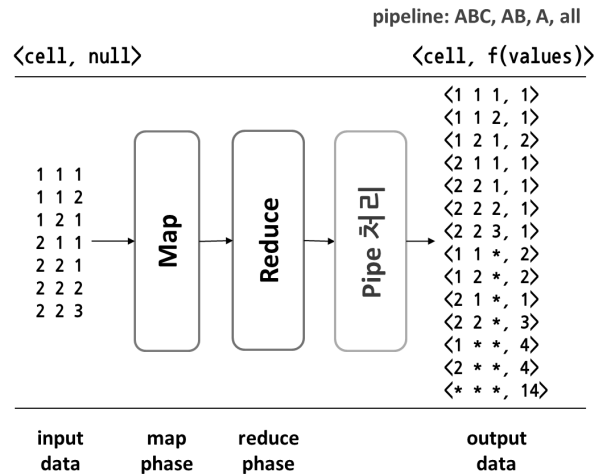 pipeline: ABC, AB, A, all
<cell, null>
<cell, f(values)>
1 1 1
1 1 2
1 2 1
2 1 1
2 2 1
2 2 2
2 2 3
Map
Reduce
Pipe 처리
<1 1 1, 1>
<1 1 2, 1>
<1 2 1, 2>
<2 1 1, 1>
<2 2 1, 1>
<2 2 2, 1>
<2 2 3, 1>
<1 1 *, 2>
<1 2 *, 2>
<2 1 *, 1>
<2 2 *, 3>
<1 * *, 4>
<2 * *, 4>
<* * *, 14>
input
data
map
phase
reduce
phase
output
data